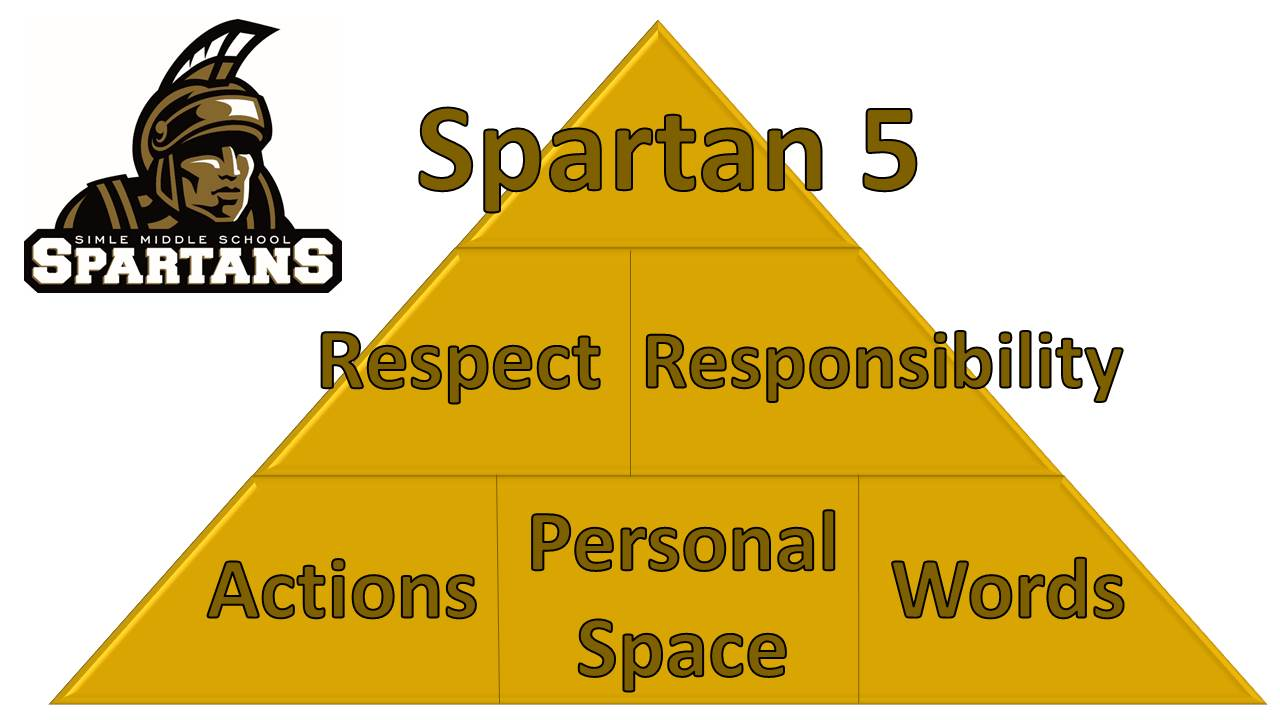 SIMLE MIDDLE SCHOOL
SPARTANS
Spartan 5
Respect
Responsibility
Actions
Personal
Space
Words